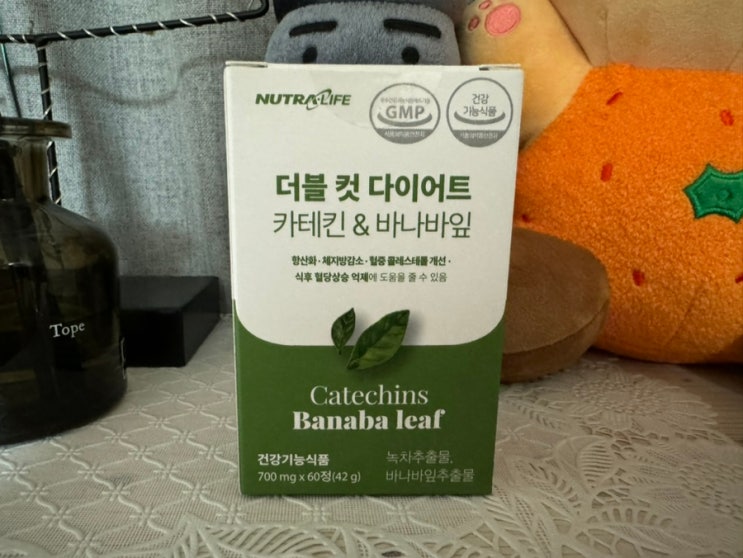 NUTRALIFE
GMP
건강
기능식품
더블 컷 다이어트
카테킨 & 바나바잎
항산화 · 체지방감소 · 혈중 콜레스테롤 개선 ·
식후 혈당상승 억제에 도움을 줄 수 있음
Tope
Catechins
Banaba leaf
건강기능식품
700 mg x 60정(42 g)
녹차추출물,
바나바잎추출물